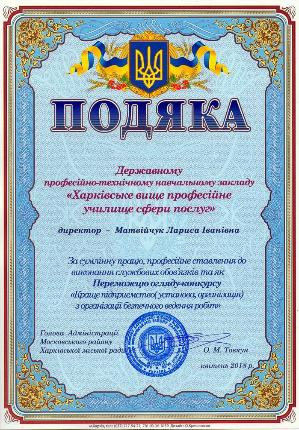 ПОДЯКА
Державному
професійно-технічному навчальному закладу
«Харківське вище професійне
училище сфери послуг»
директор - Матвійчук Лариса Іванівна
За сумлінну працю, професійне ставлення до
виконання службових обов'язків та як
Переможцю огляду-конкурсу
«Краще підприємство( установа, організація)
з організації безпечного ведення робіт»
Голова Адміністрації
Московського району
Харківської міської ради
О. М.
квітень 2018 р.